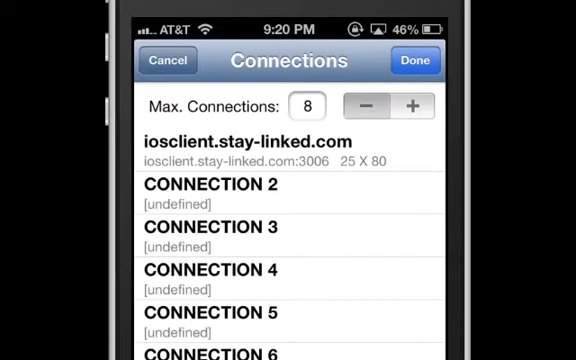 AT&T 9:20 PM 46%
Cancel Connections Done
Max. Connections: 8 − +
iosclient.stay-linked.com
iosclient.stay-linked.com:3006 25 X 80
CONNECTION 2
[undefined]
CONNECTION 3
[undefined]
CONNECTION 4
[undefined]
CONNECTION 5
[undefined]
CONNECTION 6